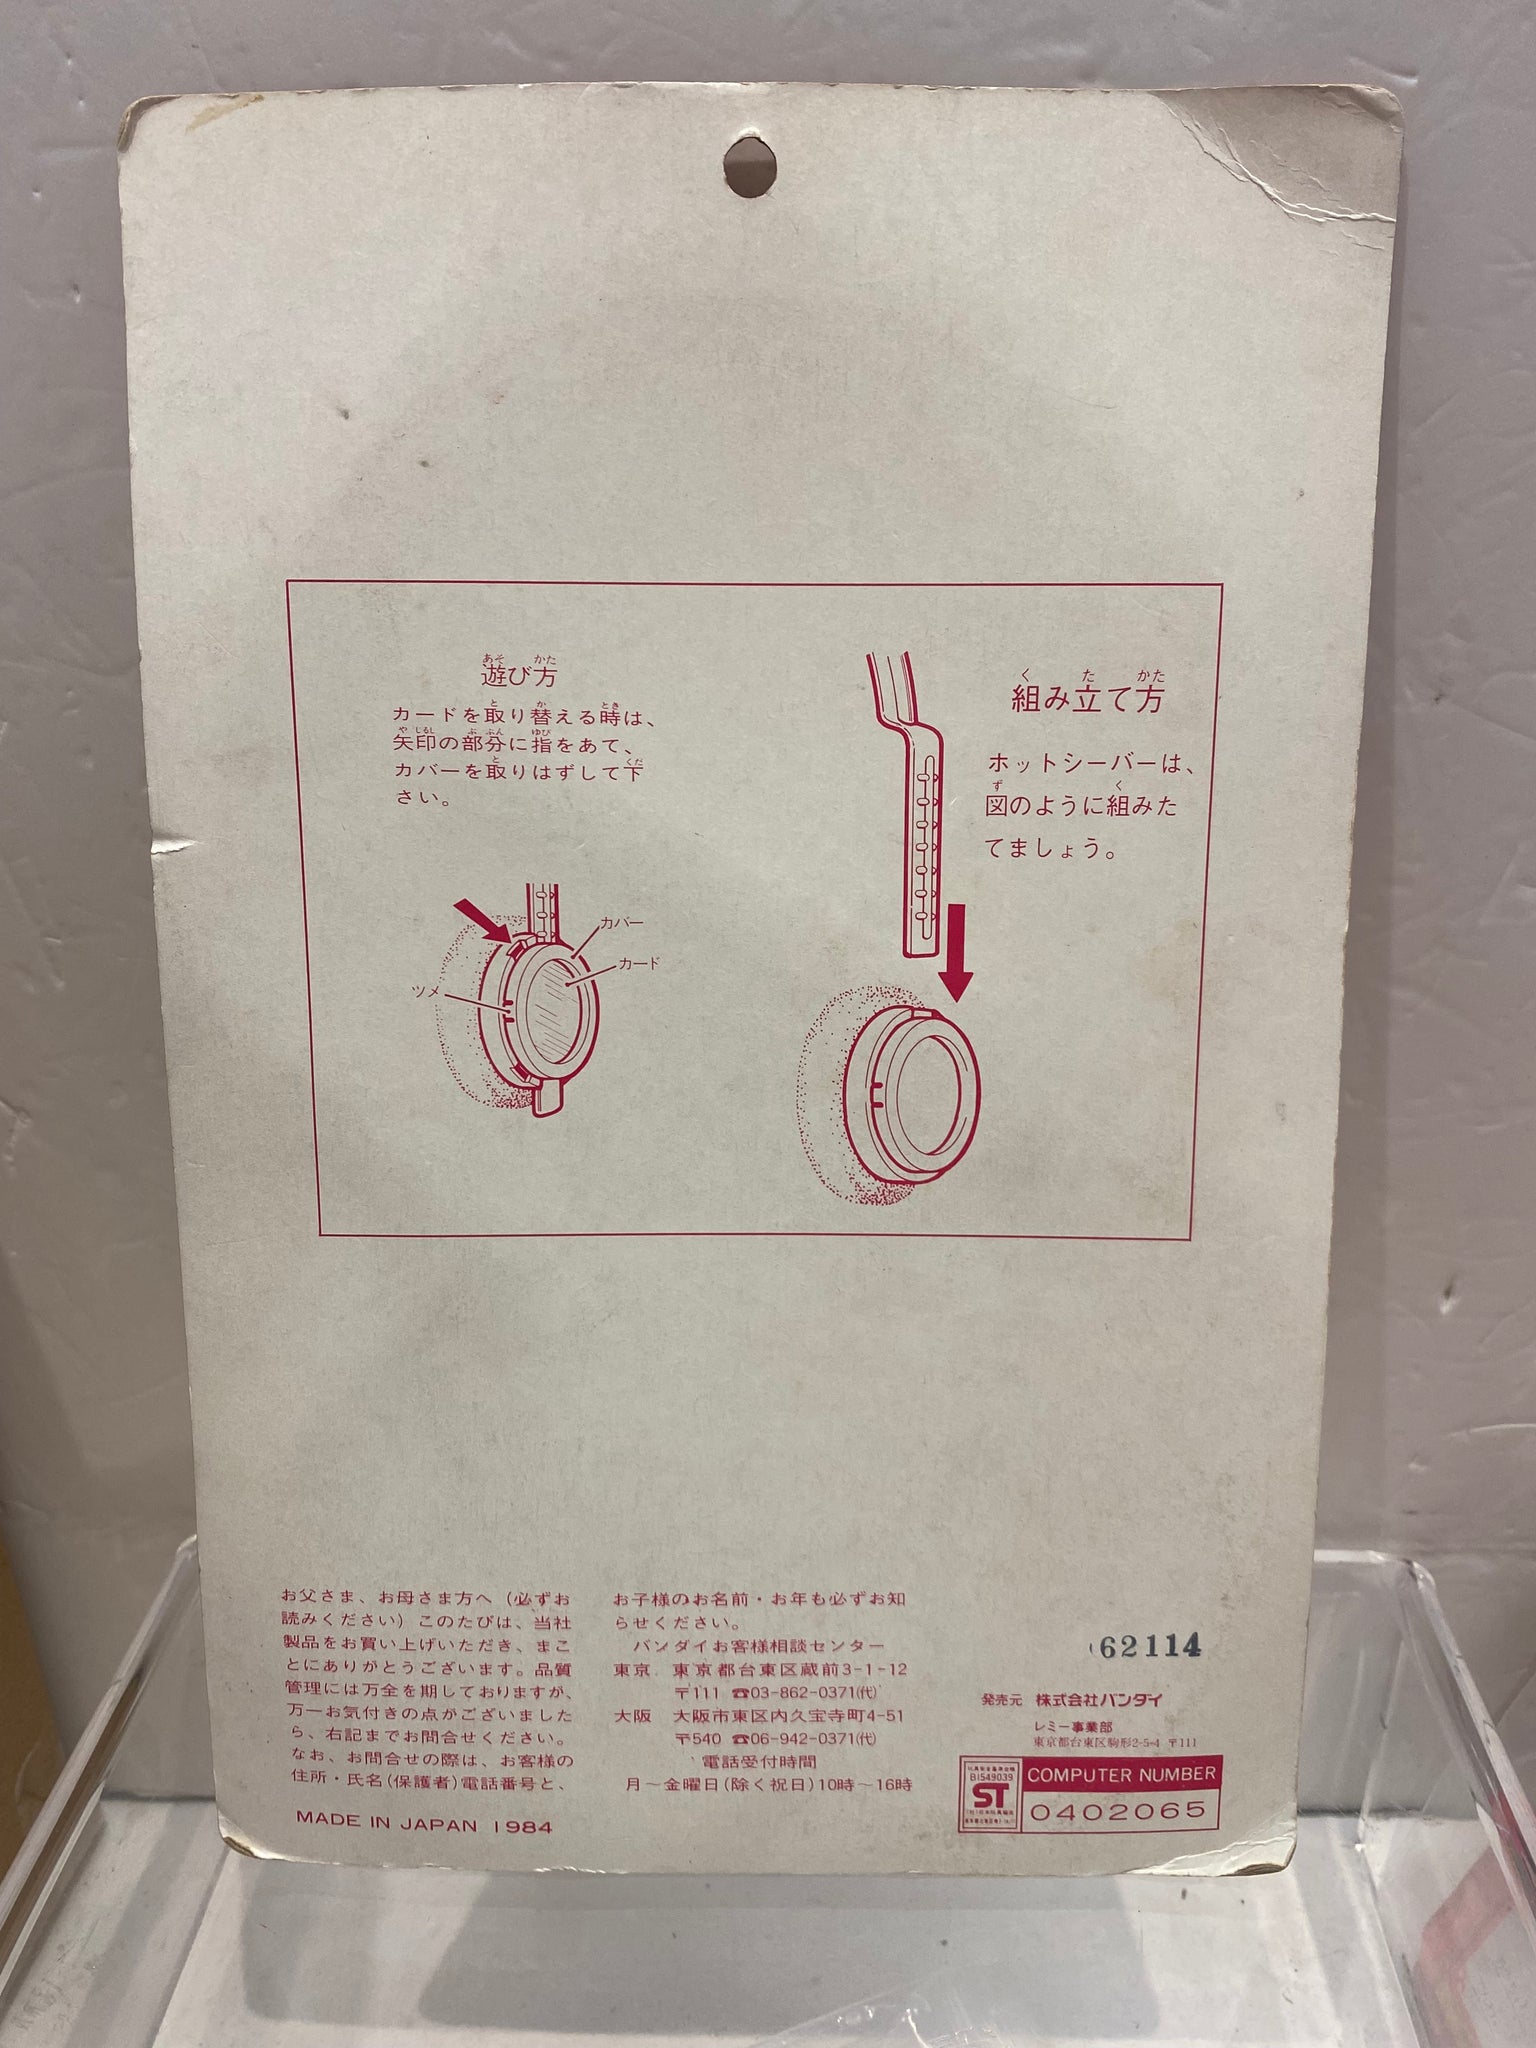 遊び方
カードを取り替える時は、
矢印の部分に指をあて、
カバーを取りはずして下
さい。
カバー
カード
ツメ
組み立て方
ホットシーバーは、
図のように組みた
てましょう。
お父さま、お母さま方へ（必ずお
読みください）このたびは、当社
製品をお買い上げいただき、まこ
とにありがとうございます。品質
管理には万全を期しておりますが、
万一お気付きの点がございました
ら、右記までお問合せください。
なお、お問合せの際は、お客様の
住所・氏名(保護者)電話番号と、
MADE IN JAPAN 1984
お子様のお名前・お年も必ずお知
らせください。
バンダイお客様相談センター
東京 東京都台東区蔵前3-1-12
〒111 ☎03-862-0371㈹
大阪 大阪市東区内久宝寺町4-51
〒540 ☎06-942-0371㈹
電話受付時間
月～金曜日(除く祝日)10時～16時
62114
発売元 株式会社バンダイ
レミー事業部
東京都台東区駒形2-5-4 〒111
B1549039
ST
COMPUTER NUMBER
0402065